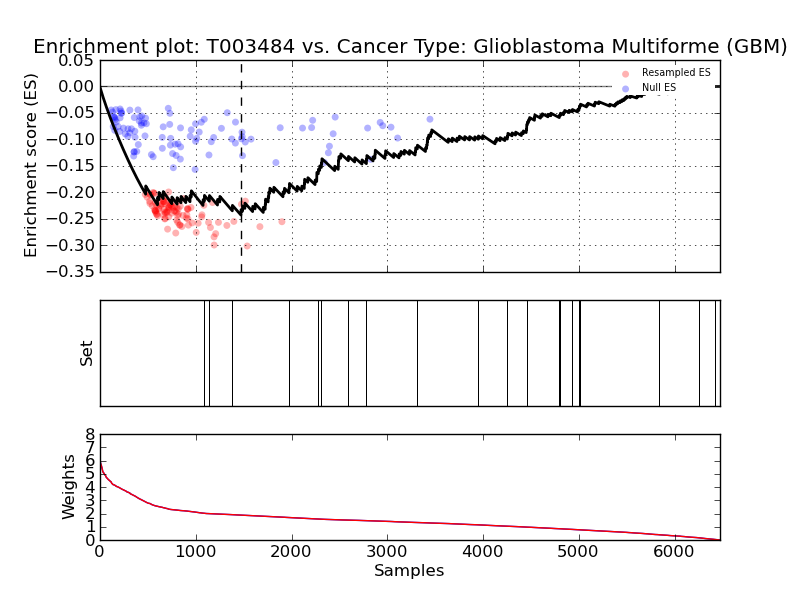 Enrichment plot: T003484 vs. Cancer Type: Glioblastoma Multiforme (GBM)
Enrichment score (ES)
0.05
0.00
−0.05
−0.10
−0.15
−0.20
−0.25
−0.30
−0.35
Resampled ES
Null ES
Set
Weights
8
7
6
5
4
3
2
1
0
0 1000 2000 3000 4000 5000 6000
Samples